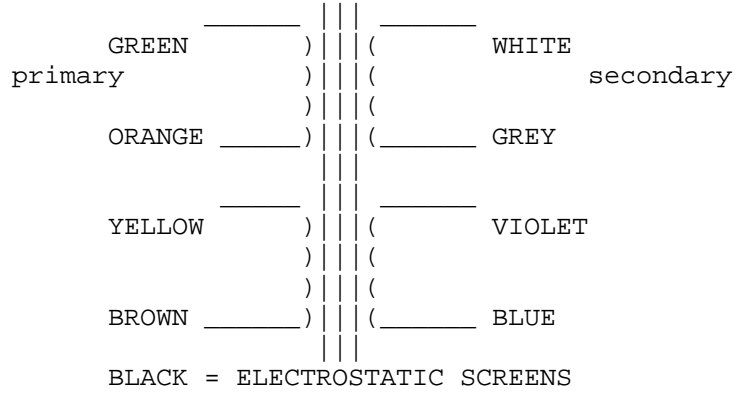 GREEN WHITE
primary secondary
ORANGE GREY
YELLOW VIOLET
BROWN BLUE
BLACK = ELECTROSTATIC SCREENS